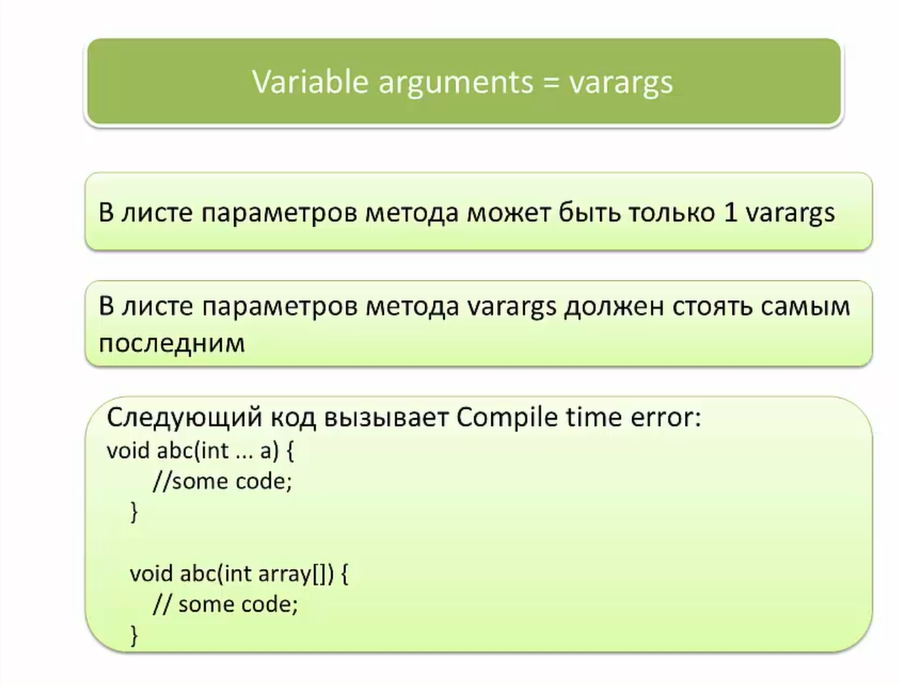 Variable arguments = varargs
В листе параметров метода может быть только 1 varargs
В листе параметров метода varargs должен стоять самым
последним
Следующий код вызывает Compile time error:
void abc(int ... a) {
//some code;
}
void abc(int array[]) {
// some code;
}